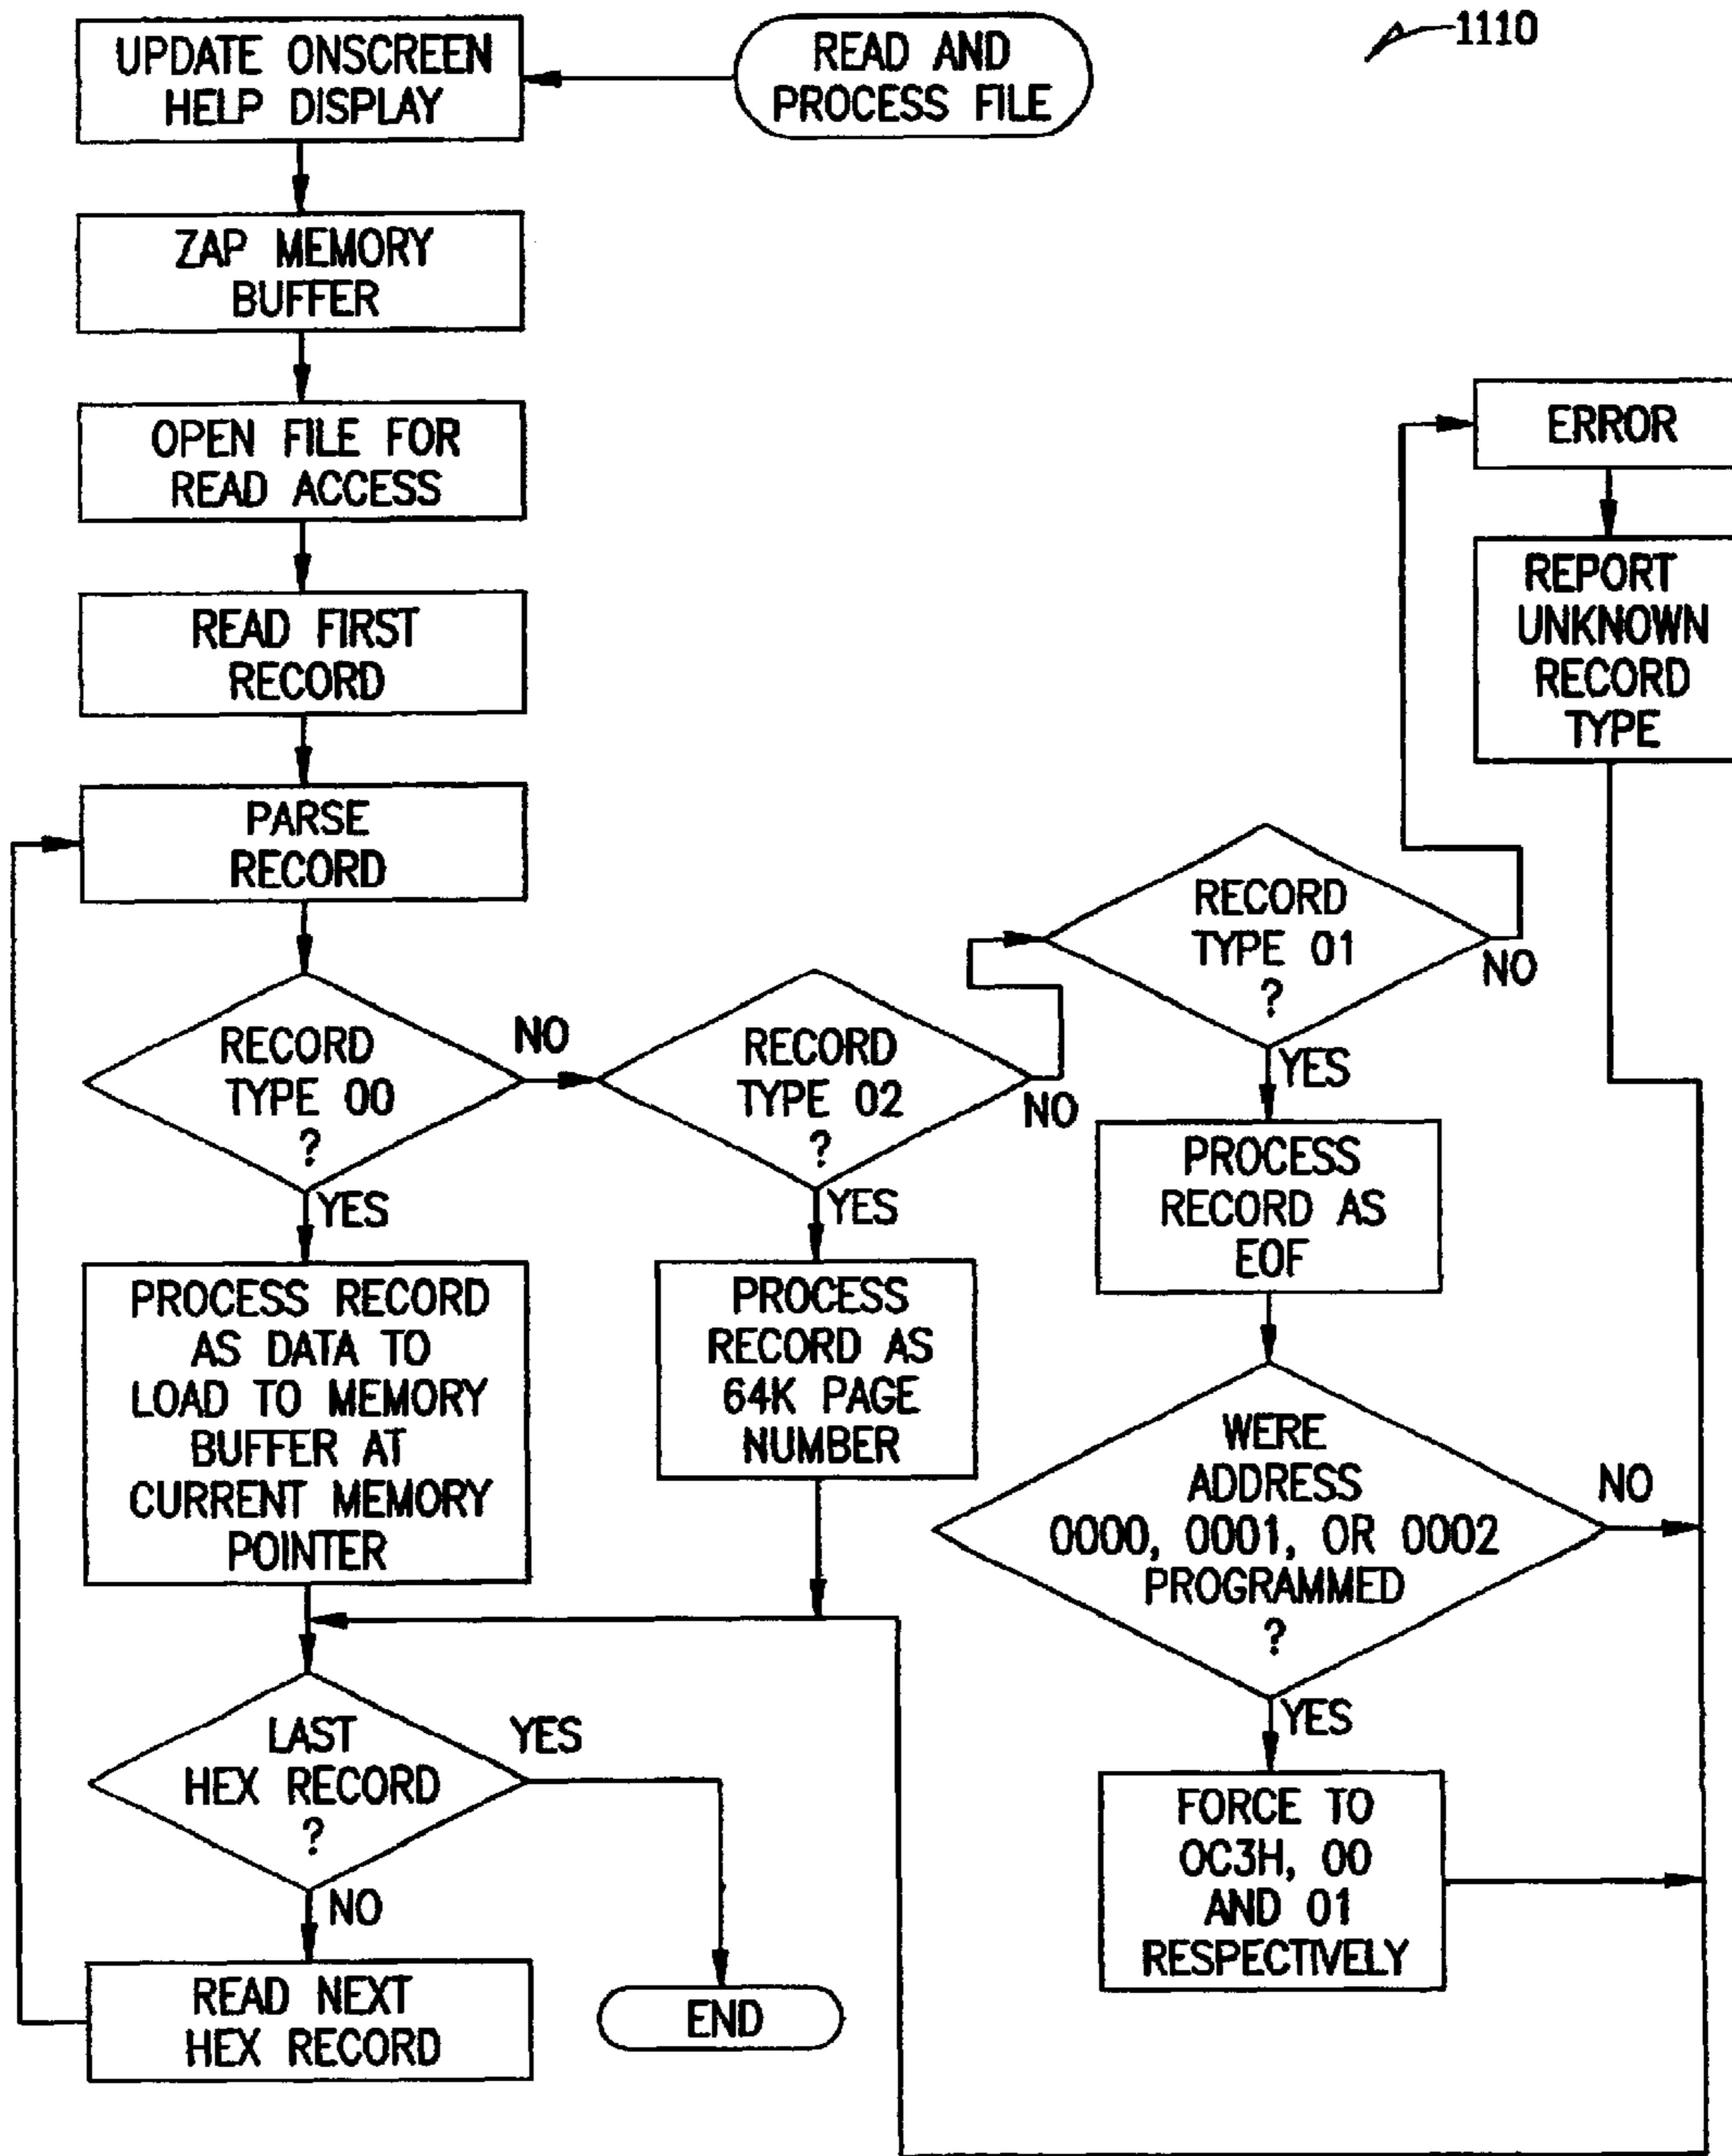 1110
READ AND
PROCESS FILE
UPDATE ONSCREEN
HELP DISPLAY
ZAP MEMORY
BUFFER
OPEN FILE FOR
READ ACCESS
READ FIRST
RECORD
PARSE
RECORD
RECORD
TYPE 00
?
NO
YES
RECORD
TYPE 02
?
NO
YES
RECORD
TYPE 01
?
NO
YES
ERROR
REPORT
UNKNOWN
RECORD
TYPE
PROCESS RECORD
AS DATA TO
LOAD TO MEMORY
BUFFER AT
CURRENT MEMORY
POINTER
PROCESS
RECORD AS
64K PAGE
NUMBER
PROCESS
RECORD AS
EOF
WERE
ADDRESS
0000, 0001, OR 0002
PROGRAMMED
?
NO
YES
FORCE TO
0C3H, 00
AND 01
RESPECTIVELY
LAST
HEX RECORD
?
YES
NO
READ NEXT
HEX RECORD
END